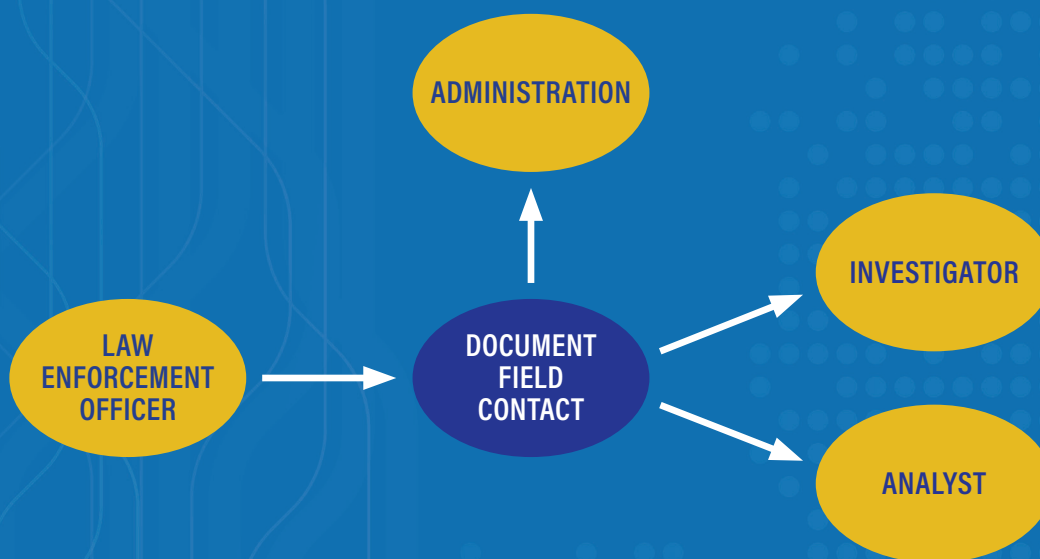 ADMINISTRATION
INVESTIGATOR
LAW
ENFORCEMENT
OFFICER
DOCUMENT
FIELD
CONTACT
ANALYST